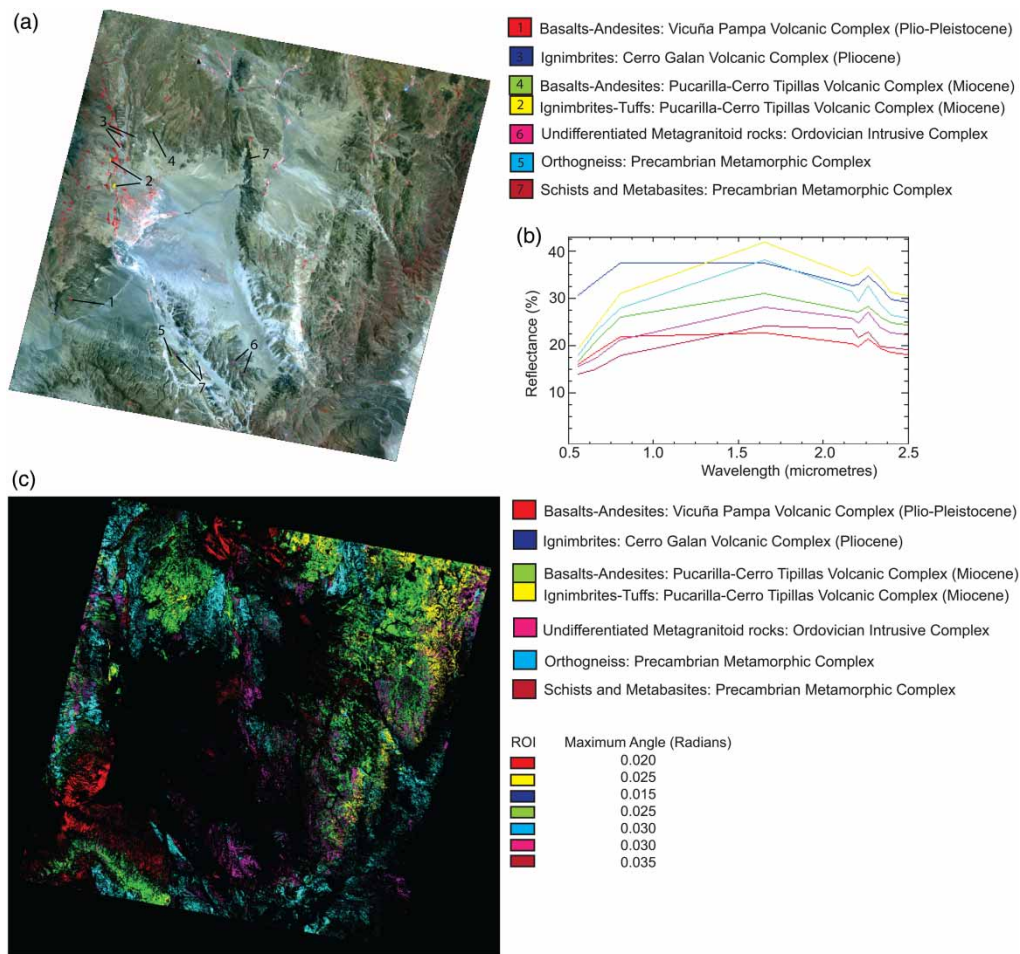 (a)
3
4
2
7
1
5
6
7
1 Basalts-Andesites: Vicuña Pampa Volcanic Complex (Plio-Pleistocene)
3 Ignimbrites: Cerro Galan Volcanic Complex (Pliocene)
4 Basalts-Andesites: Pucarilla-Cerro Tipillas Volcanic Complex (Miocene)
2 Ignimbrites-Tuffs: Pucarilla-Cerro Tipillas Volcanic Complex (Miocene)
6 Undifferentiated Metagranitoid rocks: Ordovician Intrusive Complex
5 Orthogneiss: Precambrian Metamorphic Complex
7 Schists and Metabasites: Precambrian Metamorphic Complex
(b)
40
30
20
10
Reflectance (%)
0.5 1.0 1.5 2.0 2.5
Wavelength (micrometres)
(c)
Basalts-Andesites: Vicuña Pampa Volcanic Complex (Plio-Pleistocene)
Ignimbrites: Cerro Galan Volcanic Complex (Pliocene)
Basalts-Andesites: Pucarilla-Cerro Tipillas Volcanic Complex (Miocene)
Ignimbrites-Tuffs: Pucarilla-Cerro Tipillas Volcanic Complex (Miocene)
Undifferentiated Metagranitoid rocks: Ordovician Intrusive Complex
Orthogneiss: Precambrian Metamorphic Complex
Schists and Metabasites: Precambrian Metamorphic Complex
ROI Maximum Angle (Radians)
0.020
0.025
0.015
0.025
0.030
0.030
0.035